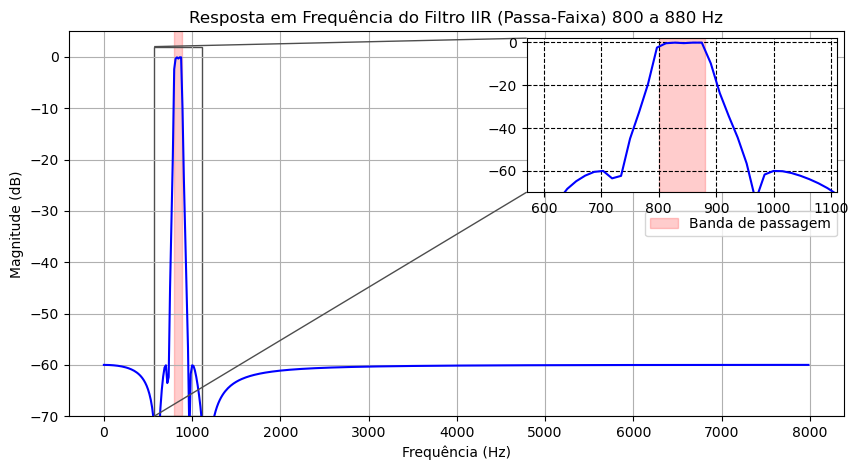 Resposta em Frequência do Filtro IIR (Passa-Faixa) 800 a 880 Hz
Magnitude (dB)
0
−10
−20
−30
−40
−50
−60
−70
0
−20
−40
−60
600 700 800 900 1000 1100
Banda de passagem
0 1000 2000 3000 4000 5000 6000 7000 8000
Frequência (Hz)